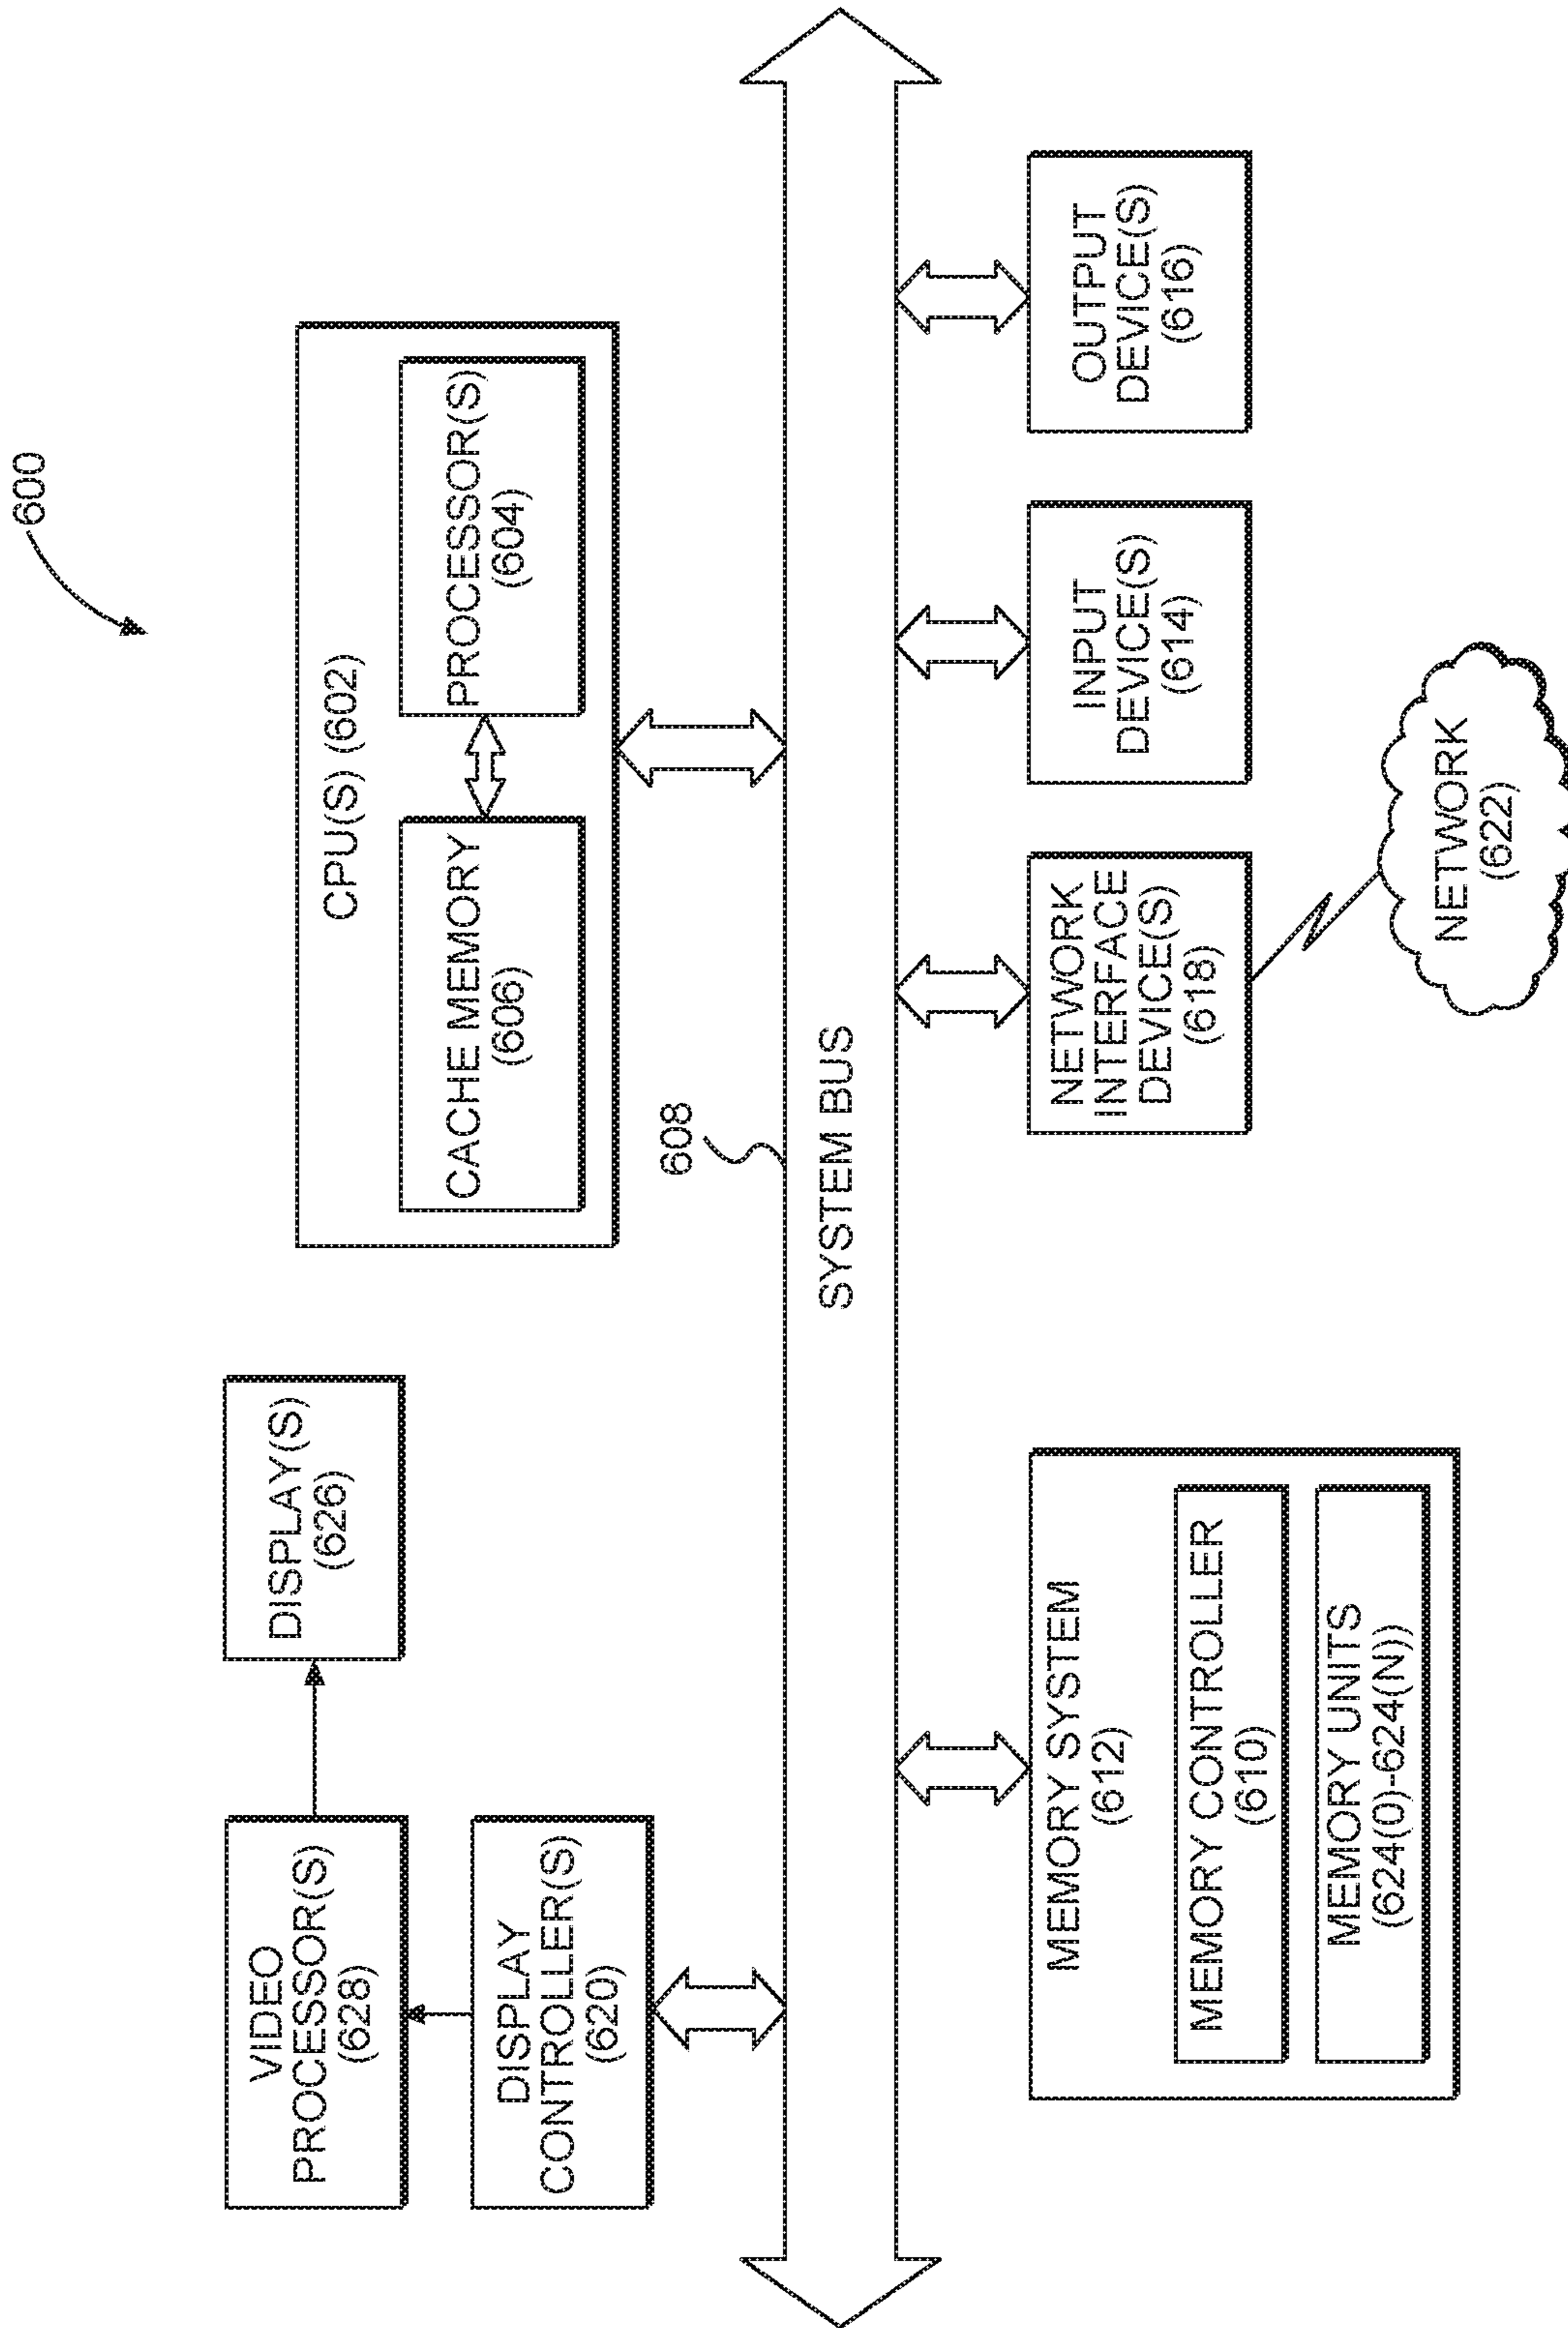 600
VIDEO
PROCESSOR(S)
(628)
DISPLAY(S)
(626)
DISPLAY
CONTROLLER(S)
(620)
CPU(S) (602)
CACHE MEMORY
(606)
PROCESSOR(S)
(604)
608
SYSTEM BUS
MEMORY SYSTEM
(612)
MEMORY CONTROLLER
(610)
MEMORY UNITS
(624(0)-624(N))
NETWORK
INTERFACE
DEVICE(S)
(618)
INPUT
DEVICE(S)
(614)
OUTPUT
DEVICE(S)
(616)
NETWORK
(622)